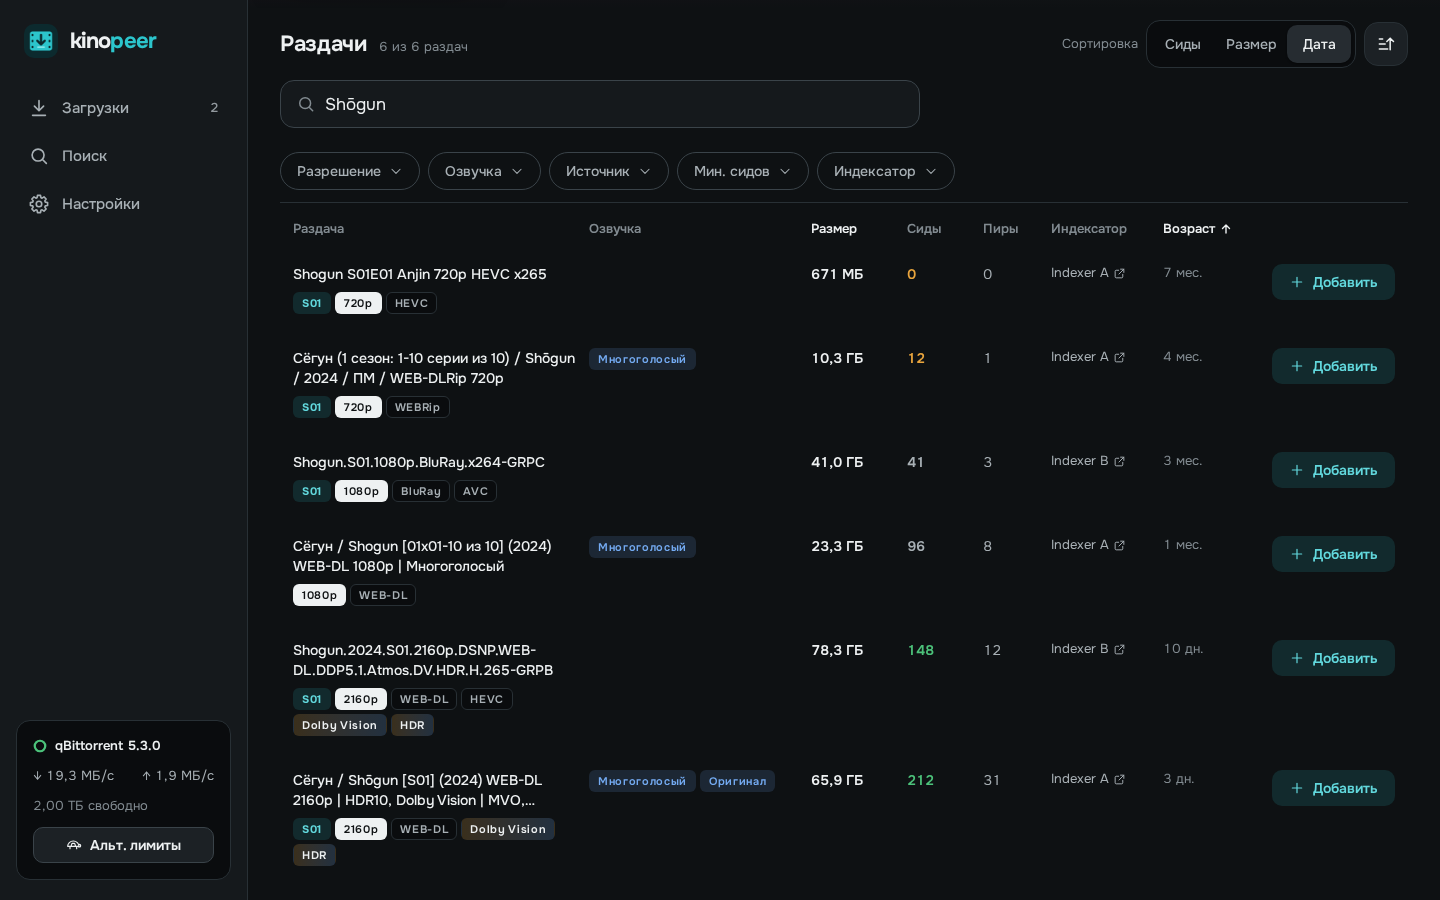 kinopeer
Загрузки 2
Поиск
Настройки
qBittorrent 5.3.0
↓ 19,3 МБ/с ↑ 1,9 МБ/с
2,00 ТБ свободно
Альт. лимиты
Раздачи 6 из 6 раздач
Сортировка Сиды Размер Дата
Shōgun
Разрешение Озвучка Источник Мин. сидов Индексатор
Раздача Озвучка Размер Сиды Пиры Индексатор Возраст ↑
Shogun S01E01 Anjin 720p HEVC x265 671 МБ 0 0 Indexer A 7 мес. + Добавить
S01 720p HEVC
Сёгун (1 сезон: 1-10 серии из 10) / Shōgun Многоголосый 10,3 ГБ 12 1 Indexer A 4 мес. + Добавить
/ 2024 / ПМ / WEB-DLRip 720p
S01 720p WEBRip
Shogun.S01.1080p.BluRay.x264-GRPC 41,0 ГБ 41 3 Indexer B 3 мес. + Добавить
S01 1080p BluRay AVC
Сёгун / Shogun [01x01-10 из 10] (2024) Многоголосый 23,3 ГБ 96 8 Indexer A 1 мес. + Добавить
WEB-DL 1080p | Многоголосый
1080p WEB-DL
Shogun.2024.S01.2160p.DSNP.WEB- 78,3 ГБ 148 12 Indexer B 10 дн. + Добавить
DL.DDP5.1.Atmos.DV.HDR.H.265-GRPB
S01 2160p WEB-DL HEVC
Dolby Vision HDR
Сёгун / Shōgun [S01] (2024) WEB-DL Многоголосый Оригинал 65,9 ГБ 212 31 Indexer A 3 дн. + Добавить
2160p | HDR10, Dolby Vision | MVO,...
S01 2160p WEB-DL Dolby Vision
HDR